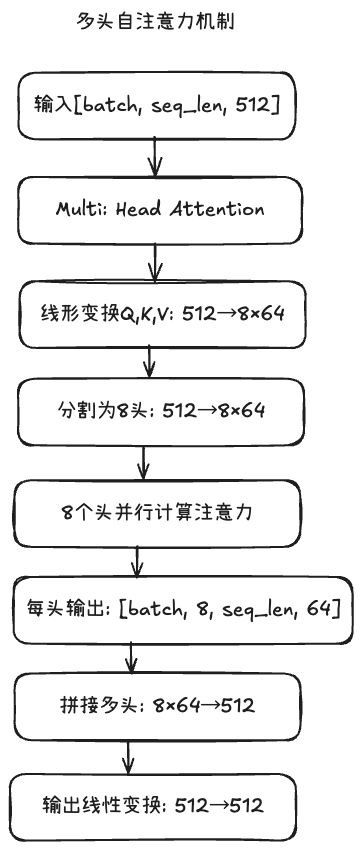 多头自注意力机制
输入[batch, seq_len, 512]
Multi: Head Attention
线形变换Q,K,V: 512→8×64
分割为8头: 512→8×64
8个头并行计算注意力
每头输出: [batch, 8, seq_len, 64]
拼接多头: 8×64→512
输出线性变换: 512→512